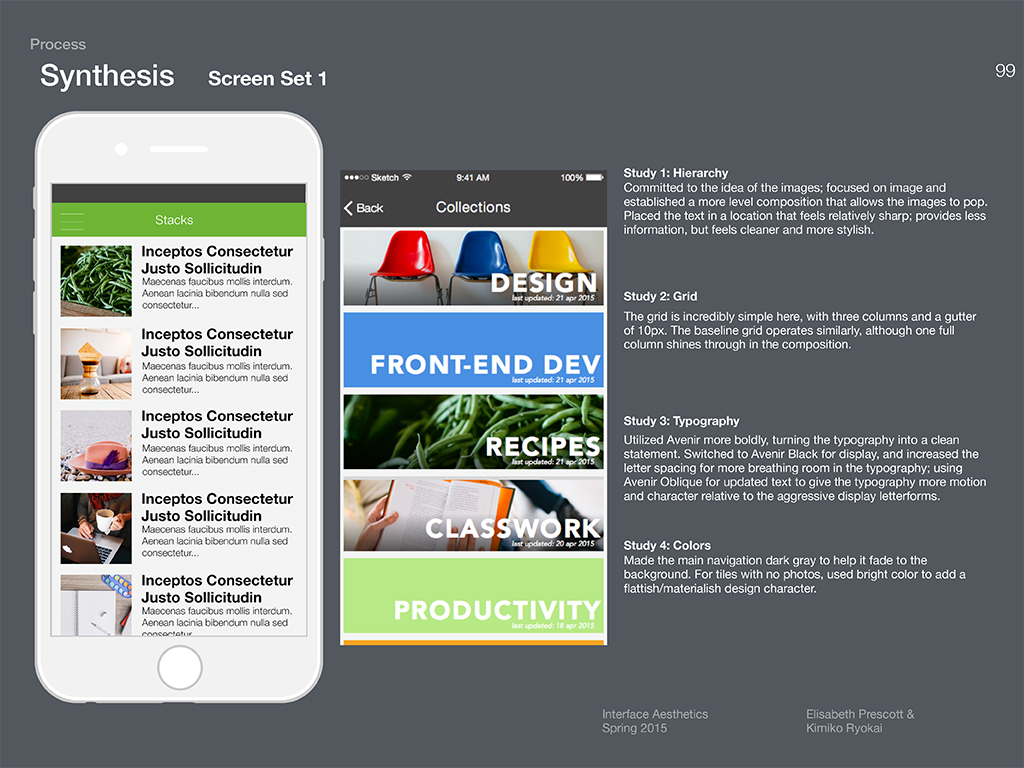 Process
Synthesis
Screen Set 1
99
Stacks
Inceptos Consectetur
Justo Sollicitudin
Maecenas faucibus mollis interdum.
Aenean lacinia bibendum nulla sed
consectetur...
Inceptos Consectetur
Justo Sollicitudin
Maecenas faucibus mollis interdum.
Aenean lacinia bibendum nulla sed
consectetur...
Inceptos Consectetur
Justo Sollicitudin
Maecenas faucibus mollis interdum.
Aenean lacinia bibendum nulla sed
consectetur...
Inceptos Consectetur
Justo Sollicitudin
Maecenas faucibus mollis interdum.
Aenean lacinia bibendum nulla sed
consectetur...
Inceptos Consectetur
Justo Sollicitudin
Maecenas faucibus mollis interdum.
Aenean lacinia bibendum nulla sed
consectetur...
Sketch 9:41 AM 100%
Back
Collections
DESIGN
last updated: 21 apr 2015
FRONT-END DEV
last updated: 21 apr 2015
RECIPES
last updated: 21 apr 2015
CLASSWORK
last updated: 20 apr 2015
PRODUCTIVITY
last updated: 18 apr 2015
Study 1: Hierarchy
Committed to the idea of the images; focused on image and
established a more level composition that allows the images to pop.
Placed the text in a location that feels relatively sharp; provides less
information, but feels cleaner and more stylish.
Study 2: Grid
The grid is incredibly simple here, with three columns and a gutter
of 10px. The baseline grid operates similarly, although one full
column shines through in the composition.
Study 3: Typography
Utilized Avenir more boldly, turning the typography into a clean
statement. Switched to Avenir Black for display, and increased the
letter spacing for more breathing room in the typography; using
Avenir Oblique for updated text to give the typography more motion
and character relative to the aggressive display letterforms.
Study 4: Colors
Made the main navigation dark gray to help it fade to the
background. For tiles with no photos, used bright color to add a
flattish/materialish design character.
Interface Aesthetics
Spring 2015
Elisabeth Prescott &
Kimiko Ryokai